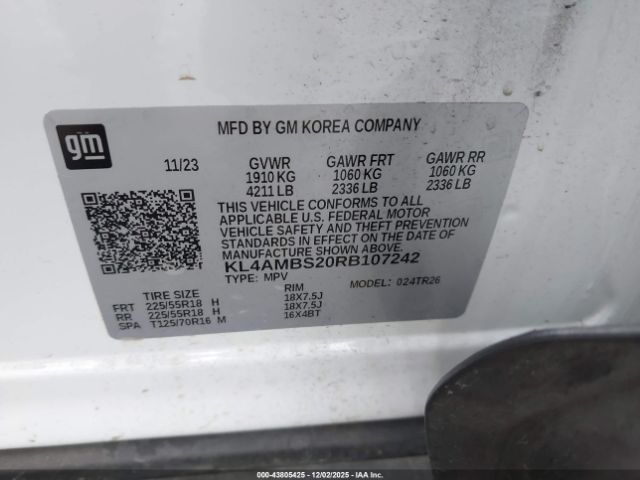 gm
MFD BY GM KOREA COMPANY
11/23 GVWR GAWR FRT GAWR RR
1910 KG 1060 KG 1060 KG
4211 LB 2336 LB 2336 LB
THIS VEHICLE CONFORMS TO ALL
APPLICABLE U.S. FEDERAL MOTOR
VEHICLE SAFETY AND THEFT PREVENTION
STANDARDS IN EFFECT ON THE DATE OF
MANUFACTURE SHOWN ABOVE.
KL4AMBS20RB107242
TYPE: MPV MODEL: 024TR26
TIRE SIZE RIM
FRT 225/55R18 H 18X7.5J
RR 225/55R18 H 18X7.5J
SPA T125/70R16 M 16X4BT
000-43805425 • 12/02/2025 - IAAI.com